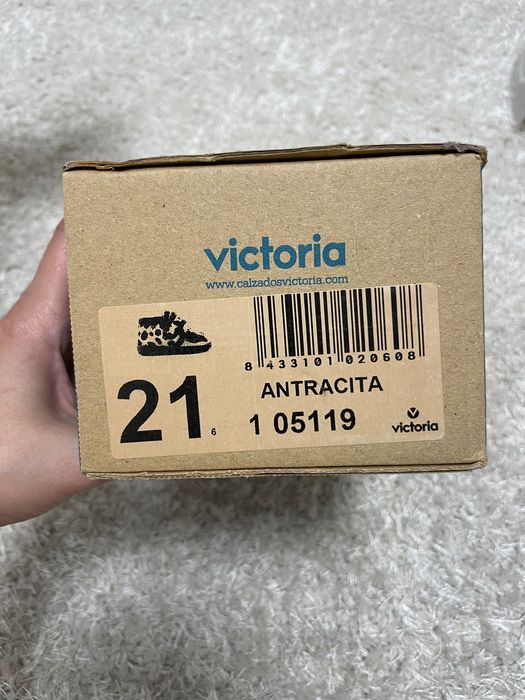 victoria
www.calzadosvictoria.com
8 433101 020608
ANTRACITA
21 6
1 05119
victoria